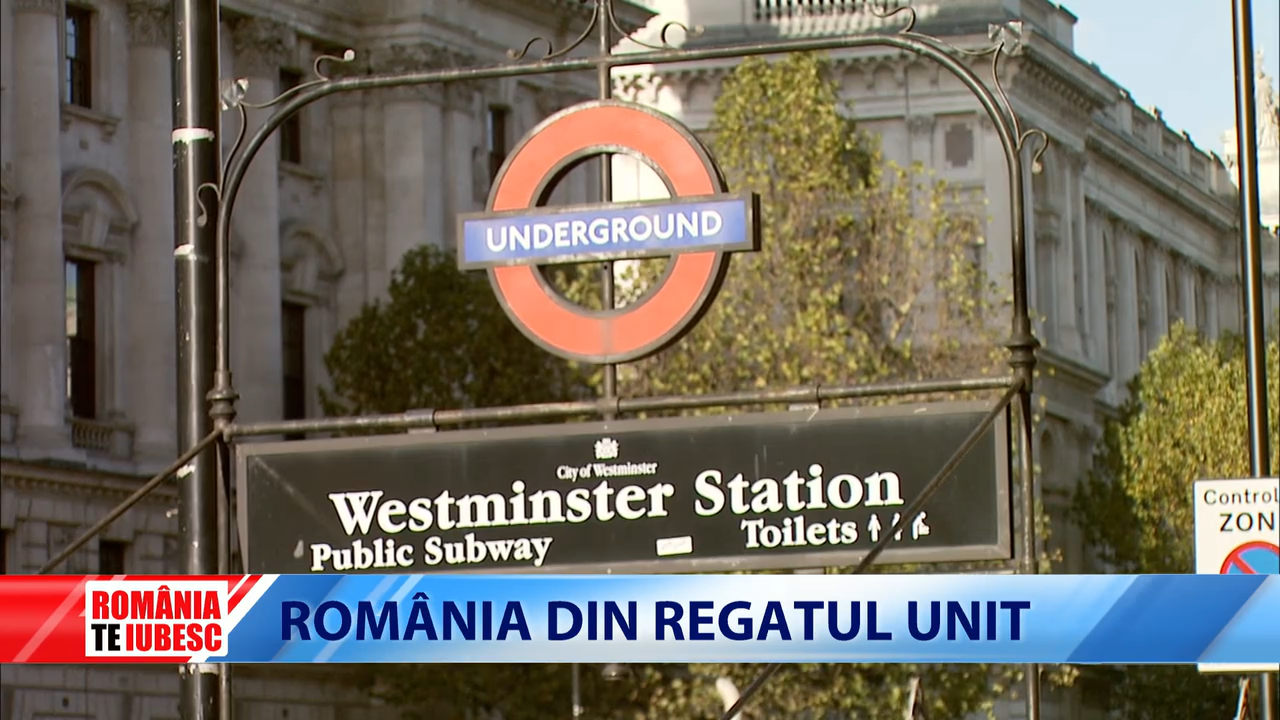 UNDERGROUND
City of Westminster
Westminster Station
Public Subway
Toilets
Control
ZON
ROMÂNIA
TE IUBESC
ROMÂNIA DIN REGATUL UNIT